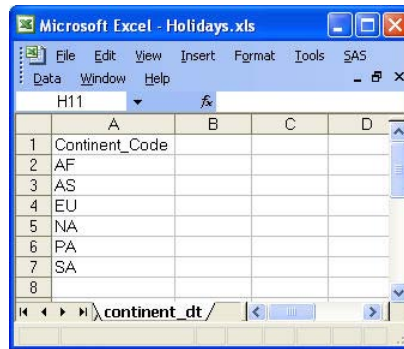 Microsoft Excel - Holidays.xls
File Edit View Insert Format Tools SAS
Data Window Help
H11 fx
A B C D
1 Continent_Code
2 AF
3 AS
4 EU
5 NA
6 PA
7 SA
8
continent_dt